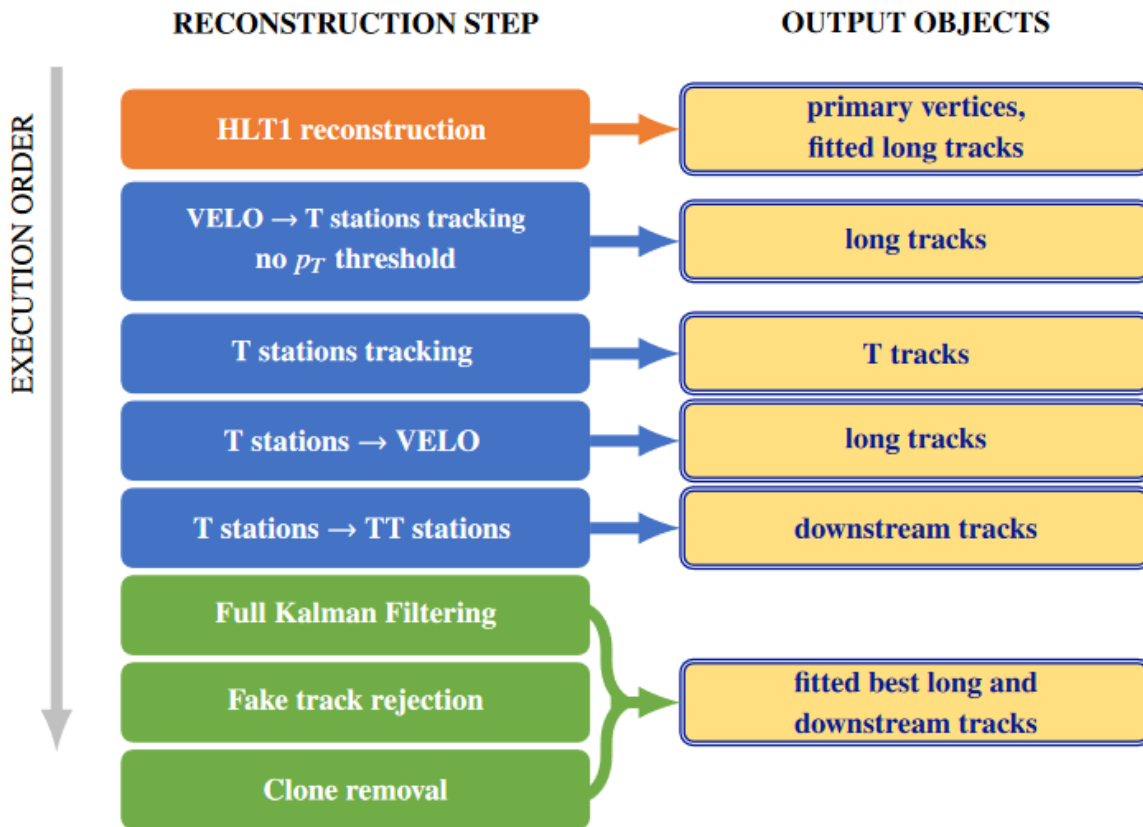 RECONSTRUCTION STEP
OUTPUT OBJECTS
EXECUTION ORDER
HLT1 reconstruction
primary vertices,
fitted long tracks
VELO → T stations tracking
no p_T threshold
long tracks
T stations tracking
T tracks
T stations → VELO
long tracks
T stations → TT stations
downstream tracks
Full Kalman Filtering
Fake track rejection
Clone removal
fitted best long and
downstream tracks